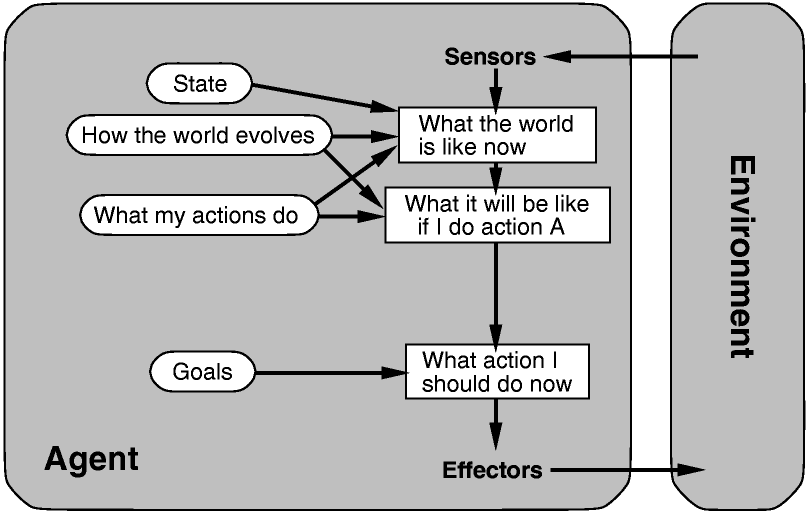 Sensors
State
What the world
is like now
How the world evolves
What my actions do
What it will be like
if I do action A
Goals
What action I
should do now
Agent
Effectors
Environment